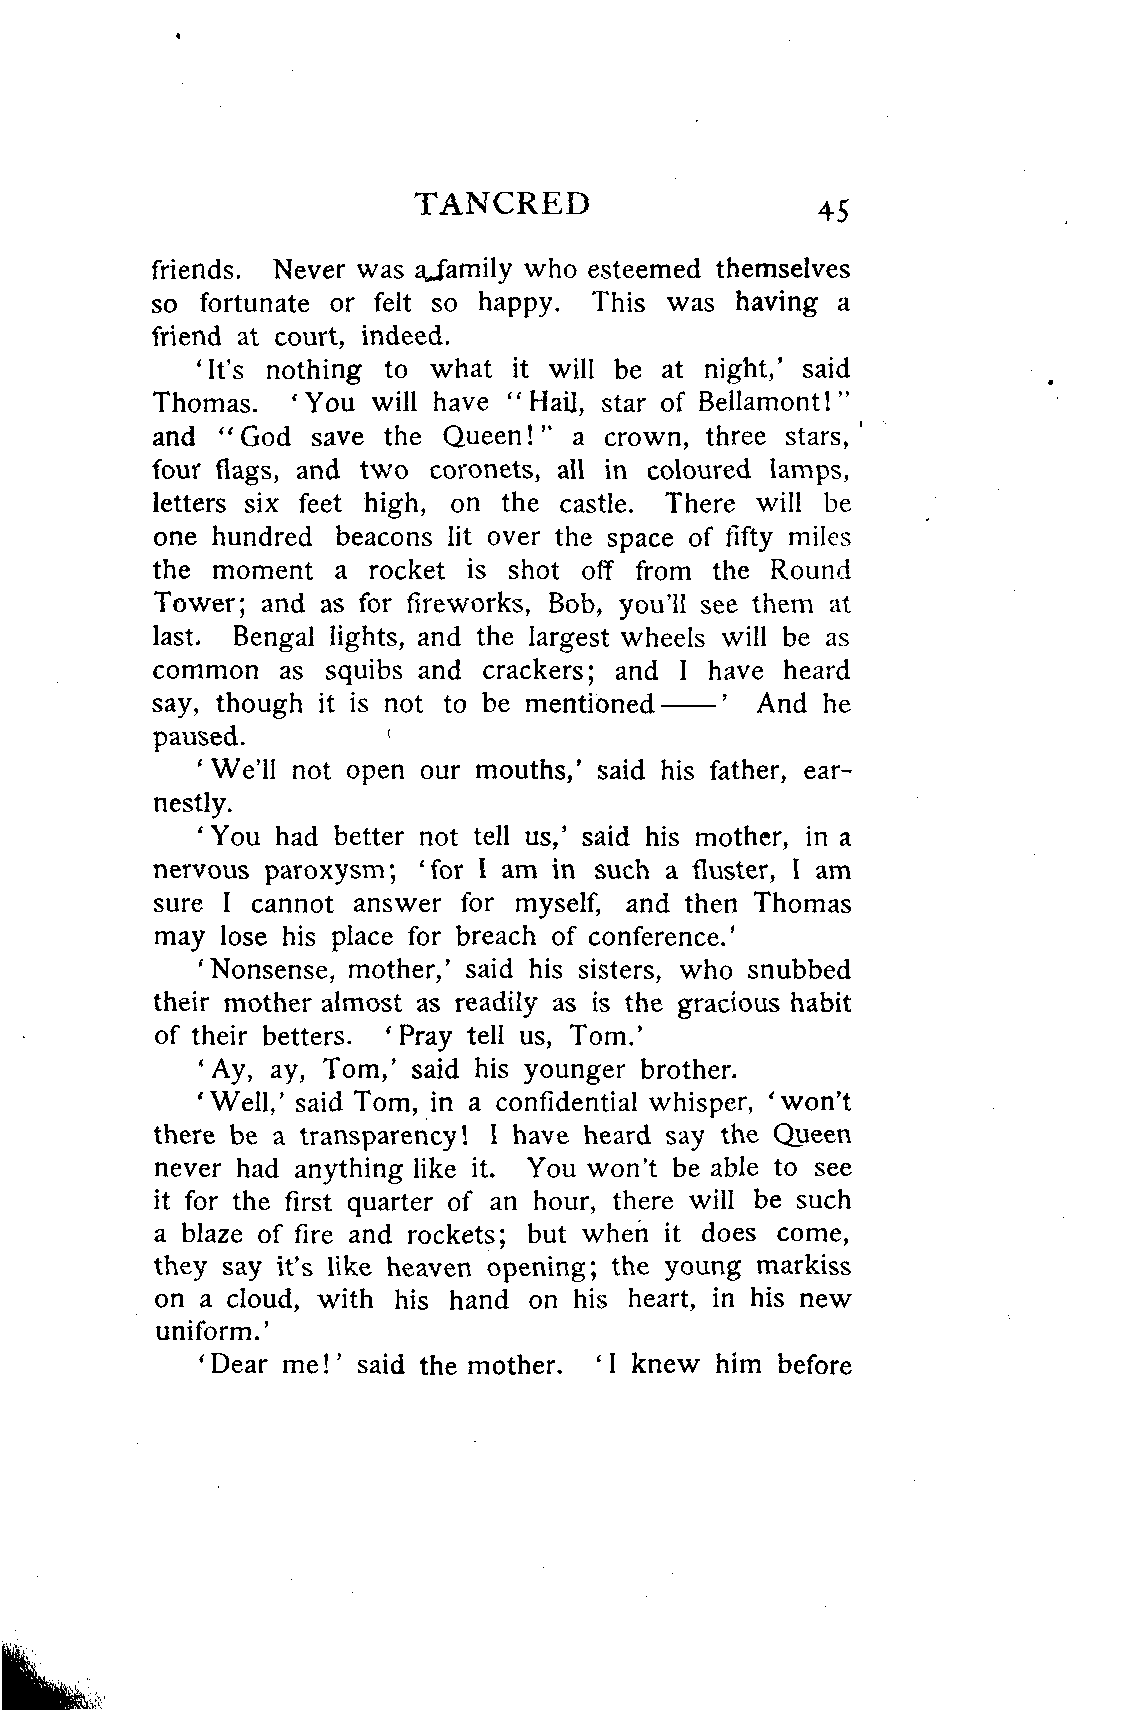 TANCRED 45
friends. Never was a family who esteemed themselves
so fortunate or felt so happy. This was having a
friend at court, indeed.
'It's nothing to what it will be at night,' said
Thomas. 'You will have "Hail, star of Bellamont!"
and "God save the Queen!" a crown, three stars,
four flags, and two coronets, all in coloured lamps,
letters six feet high, on the castle. There will be
one hundred beacons lit over the space of fifty miles
the moment a rocket is shot off from the Round
Tower; and as for fireworks, Bob, you'll see them at
last. Bengal lights, and the largest wheels will be as
common as squibs and crackers; and I have heard
say, though it is not to be mentioned——' And he
paused.
'We'll not open our mouths,' said his father, ear-
nestly.
'You had better not tell us,' said his mother, in a
nervous paroxysm; 'for I am in such a fluster, I am
sure I cannot answer for myself, and then Thomas
may lose his place for breach of conference.'
'Nonsense, mother,' said his sisters, who snubbed
their mother almost as readily as is the gracious habit
of their betters. 'Pray tell us, Tom.'
'Ay, ay, Tom,' said his younger brother.
'Well,' said Tom, in a confidential whisper, 'won't
there be a transparency! I have heard say the Queen
never had anything like it. You won't be able to see
it for the first quarter of an hour, there will be such
a blaze of fire and rockets; but when it does come,
they say it's like heaven opening; the young markiss
on a cloud, with his hand on his heart, in his new
uniform.'
'Dear me!' said the mother. 'I knew him before